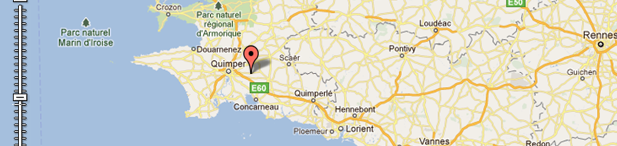 Crozon
Parc naturel
régional
d'Armorique
E50
Parc naturel
Marin d'Iroise
Loudéac
Rennes
Douarnenez
Pontivy
Quimper
Scaër
Guichen
E60
Quimperlé
Concarneau
Hennebont
Ploemeur
Lorient
Vannes
Redon